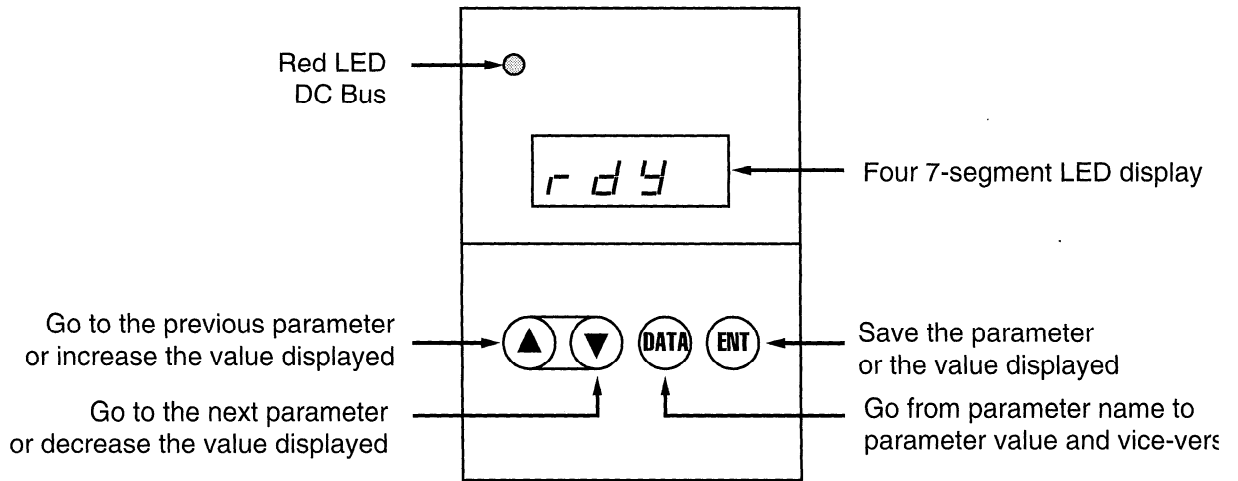 Red LED
DC Bus
rdY
Four 7-segment LED display
Go to the previous parameter
or increase the value displayed
DATA
ENT
Save the parameter
or the value displayed
Go to the next parameter
or decrease the value displayed
Go from parameter name to
parameter value and vice-vers